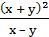 (x + y)²
x − y